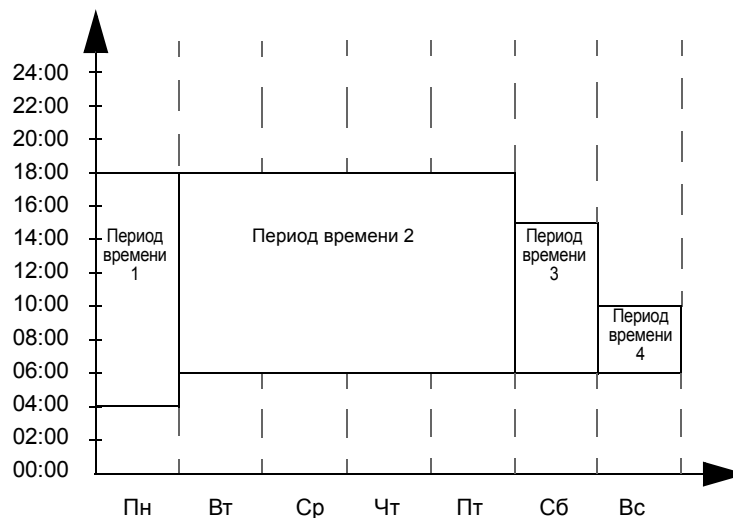 24:00
22:00
20:00
18:00
16:00
14:00
12:00
10:00
08:00
06:00
04:00
02:00
00:00
Период
времени
1
Период времени 2
Период
времени
3
Период
времени
4
Пн Вт Ср Чт Пт Сб Вс